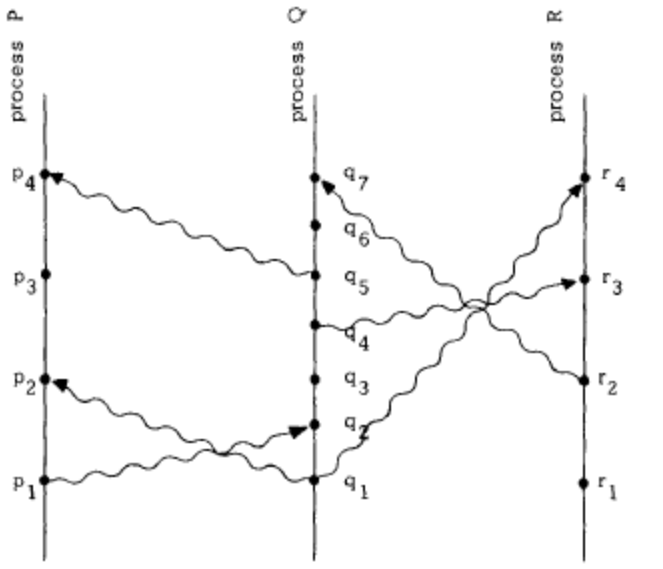 process P
process Q
process R
p4
q7
r4
q6
p3
q5
r3
q4
p2
q3
r2
q2
p1
q1
r1